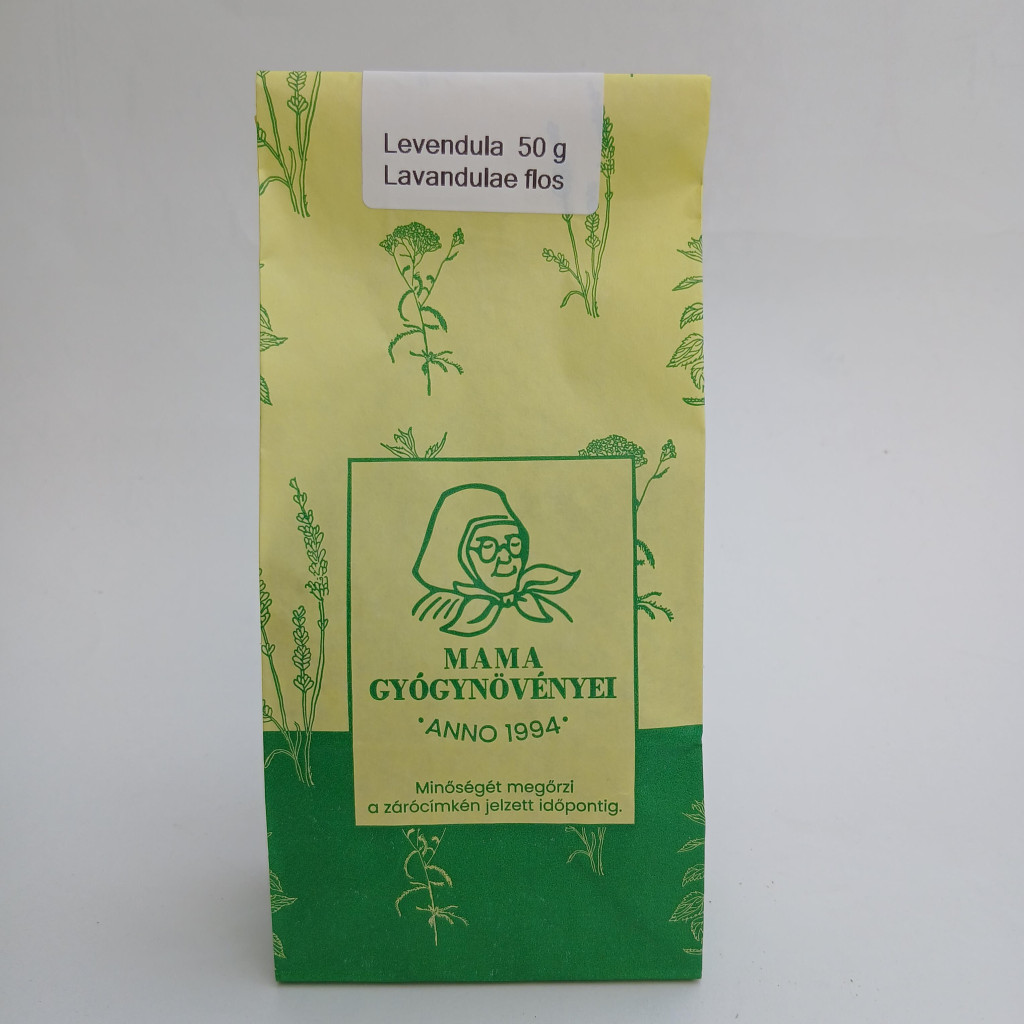 Levendula 50 g
Lavandulae flos
MAMA
GYÓGYNÖVÉNYEI
•ANNO 1994•
Minőségét megőrzi
a zárócímkén jelzett időpontig.